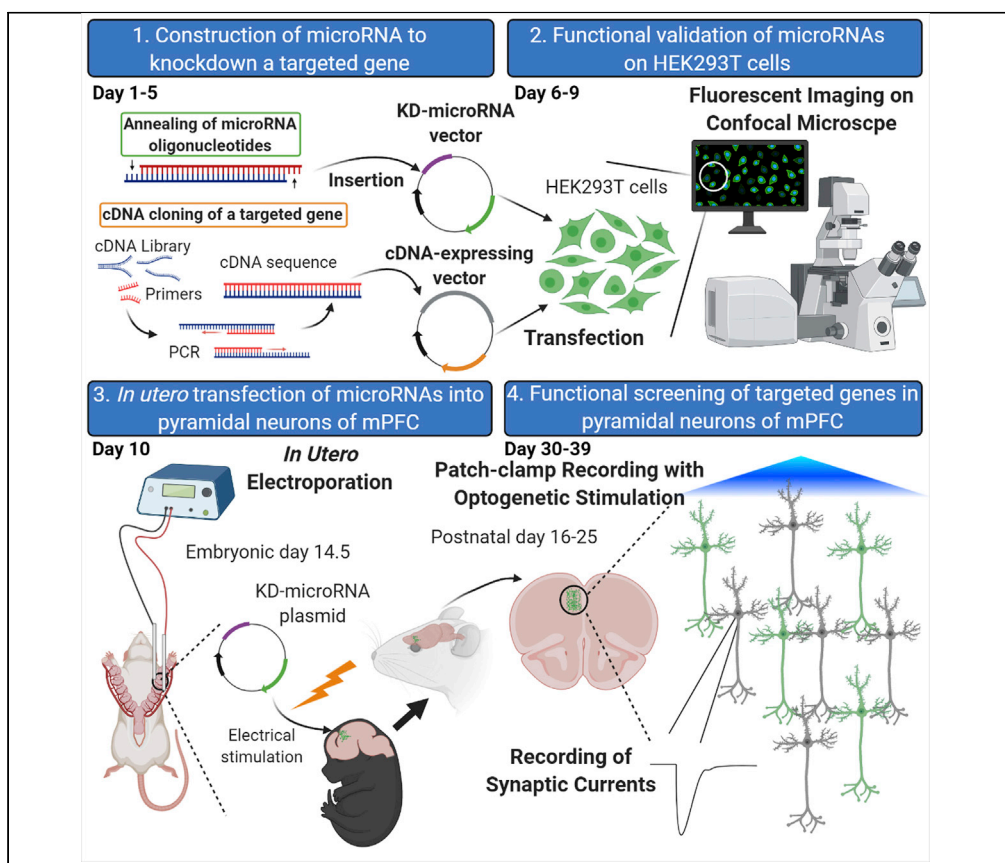 1. Construction of microRNA to
knockdown a targeted gene
2. Functional validation of microRNAs
on HEK293T cells
Day 1-5
Annealing of microRNA
oligonucleotides
Insertion
KD-microRNA
vector
cDNA cloning of a targeted gene
cDNA Library
Primers
cDNA sequence
PCR
cDNA-expressing
vector
Day 6-9
HEK293T cells
Transfection
Fluorescent Imaging on
Confocal Microscpe
3. In utero transfection of microRNAs into
pyramidal neurons of mPFC
4. Functional screening of targeted genes in
pyramidal neurons of mPFC
Day 10
In Utero
Electroporation
Embryonic day 14.5
KD-microRNA
plasmid
Electrical
stimulation
Day 30-39
Patch-clamp Recording with
Optogenetic Stimulation
Postnatal day 16-25
Recording of
Synaptic Currents